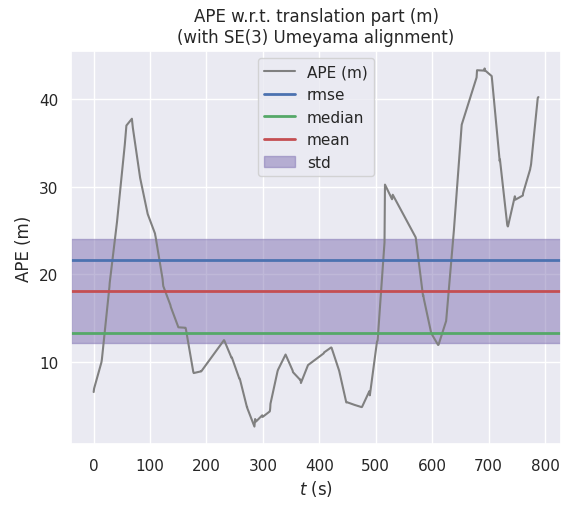 APE w.r.t. translation part (m)
(with SE(3) Umeyama alignment)
APE (m)
rmse
median
mean
std
APE (m)
40
30
20
10
0 100 200 300 400 500 600 700 800
t (s)